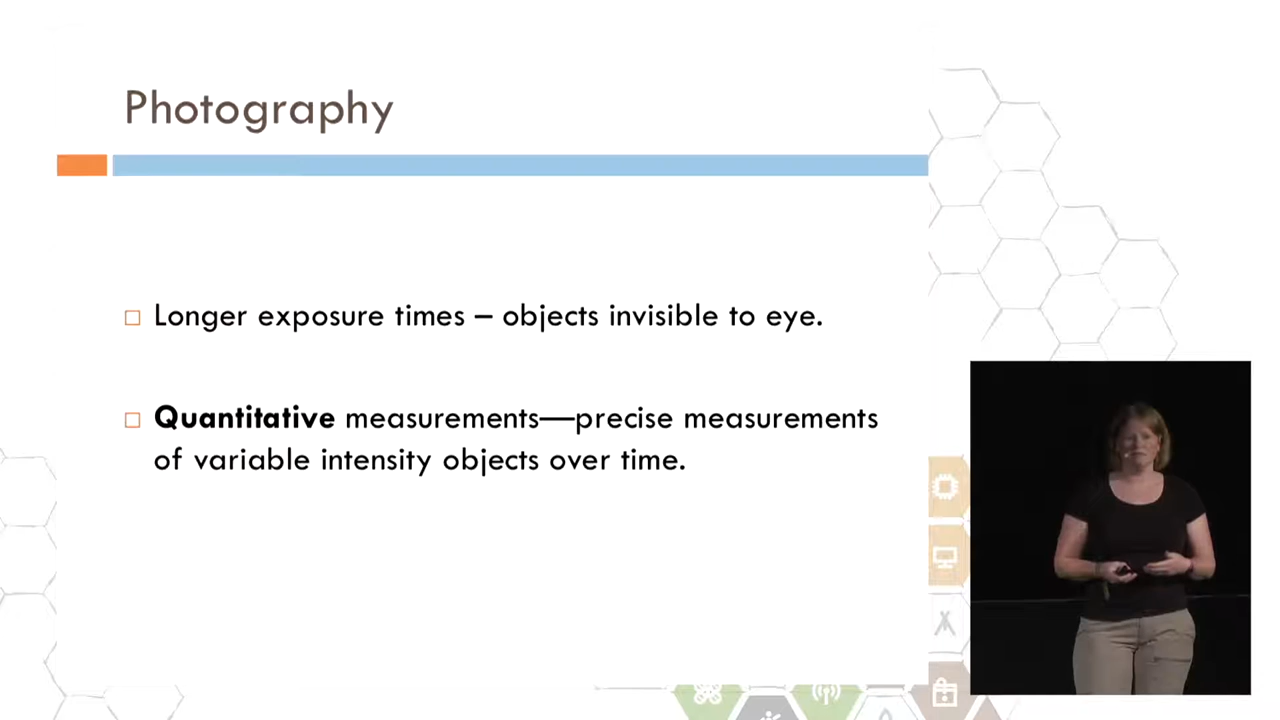 Photography
Longer exposure times – objects invisible to eye.
Quantitative measurements—precise measurements
of variable intensity objects over time.